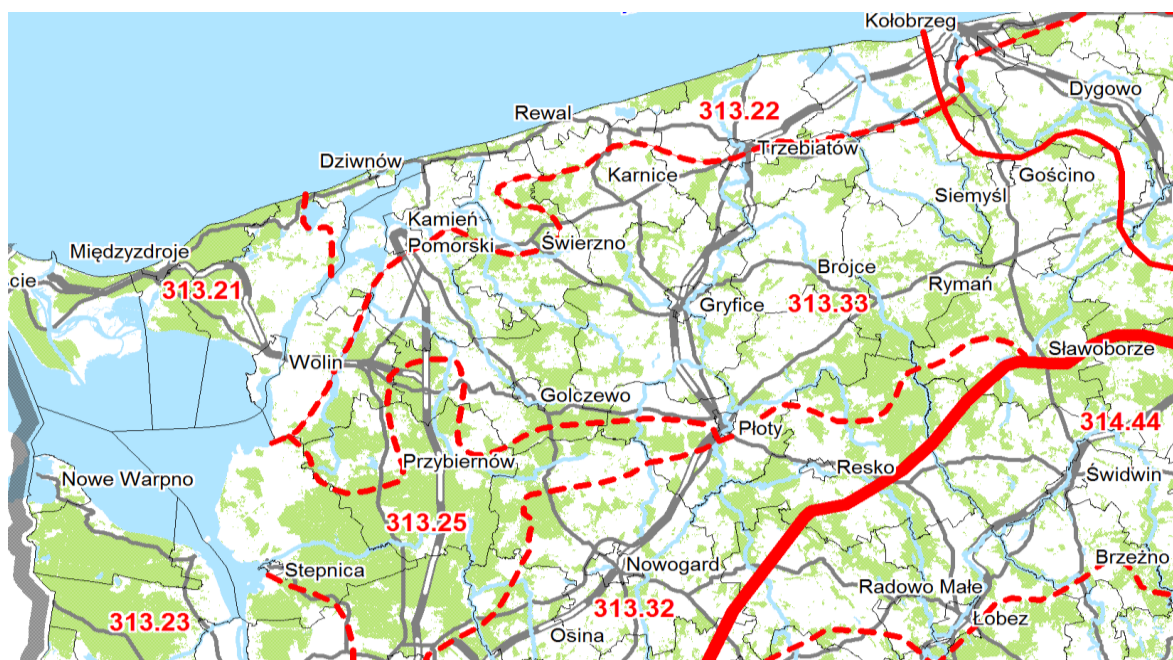 Kołobrzeg
Dygowo
313.22
Rewal
Trzebiatów
Dziwnów
Karnice
Gościno
Siemyśl
Kamień
Pomorski
Świerzno
Międzyzdroje
Brojce
cie
313.21
Rymań
Gryfice
313.33
Sławoborze
Wolin
Golczewo
314.44
Płoty
Przybiernów
Resko
Nowe Warpno
Świdwin
313.25
Brzeżno
Stepnica
Nowogard
Radowo Małe
313.32
313.23
Łobez
Osina